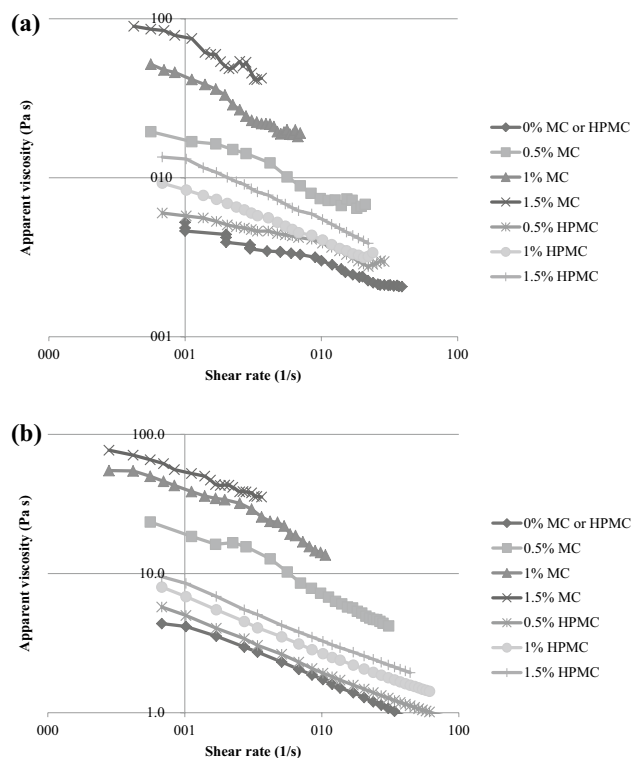 (a)
100
010
001
000
001
010
100
Apparent viscosity (Pa s)
Shear rate (1/s)
0% MC or HPMC
0.5% MC
1% MC
1.5% MC
0.5% HPMC
1% HPMC
1.5% HPMC
(b)
100.0
10.0
1.0
000
001
010
100
Apparent viscosity (Pa s)
Shear rate (1/s)
0% MC or HPMC
0.5% MC
1% MC
1.5% MC
0.5% HPMC
1% HPMC
1.5% HPMC